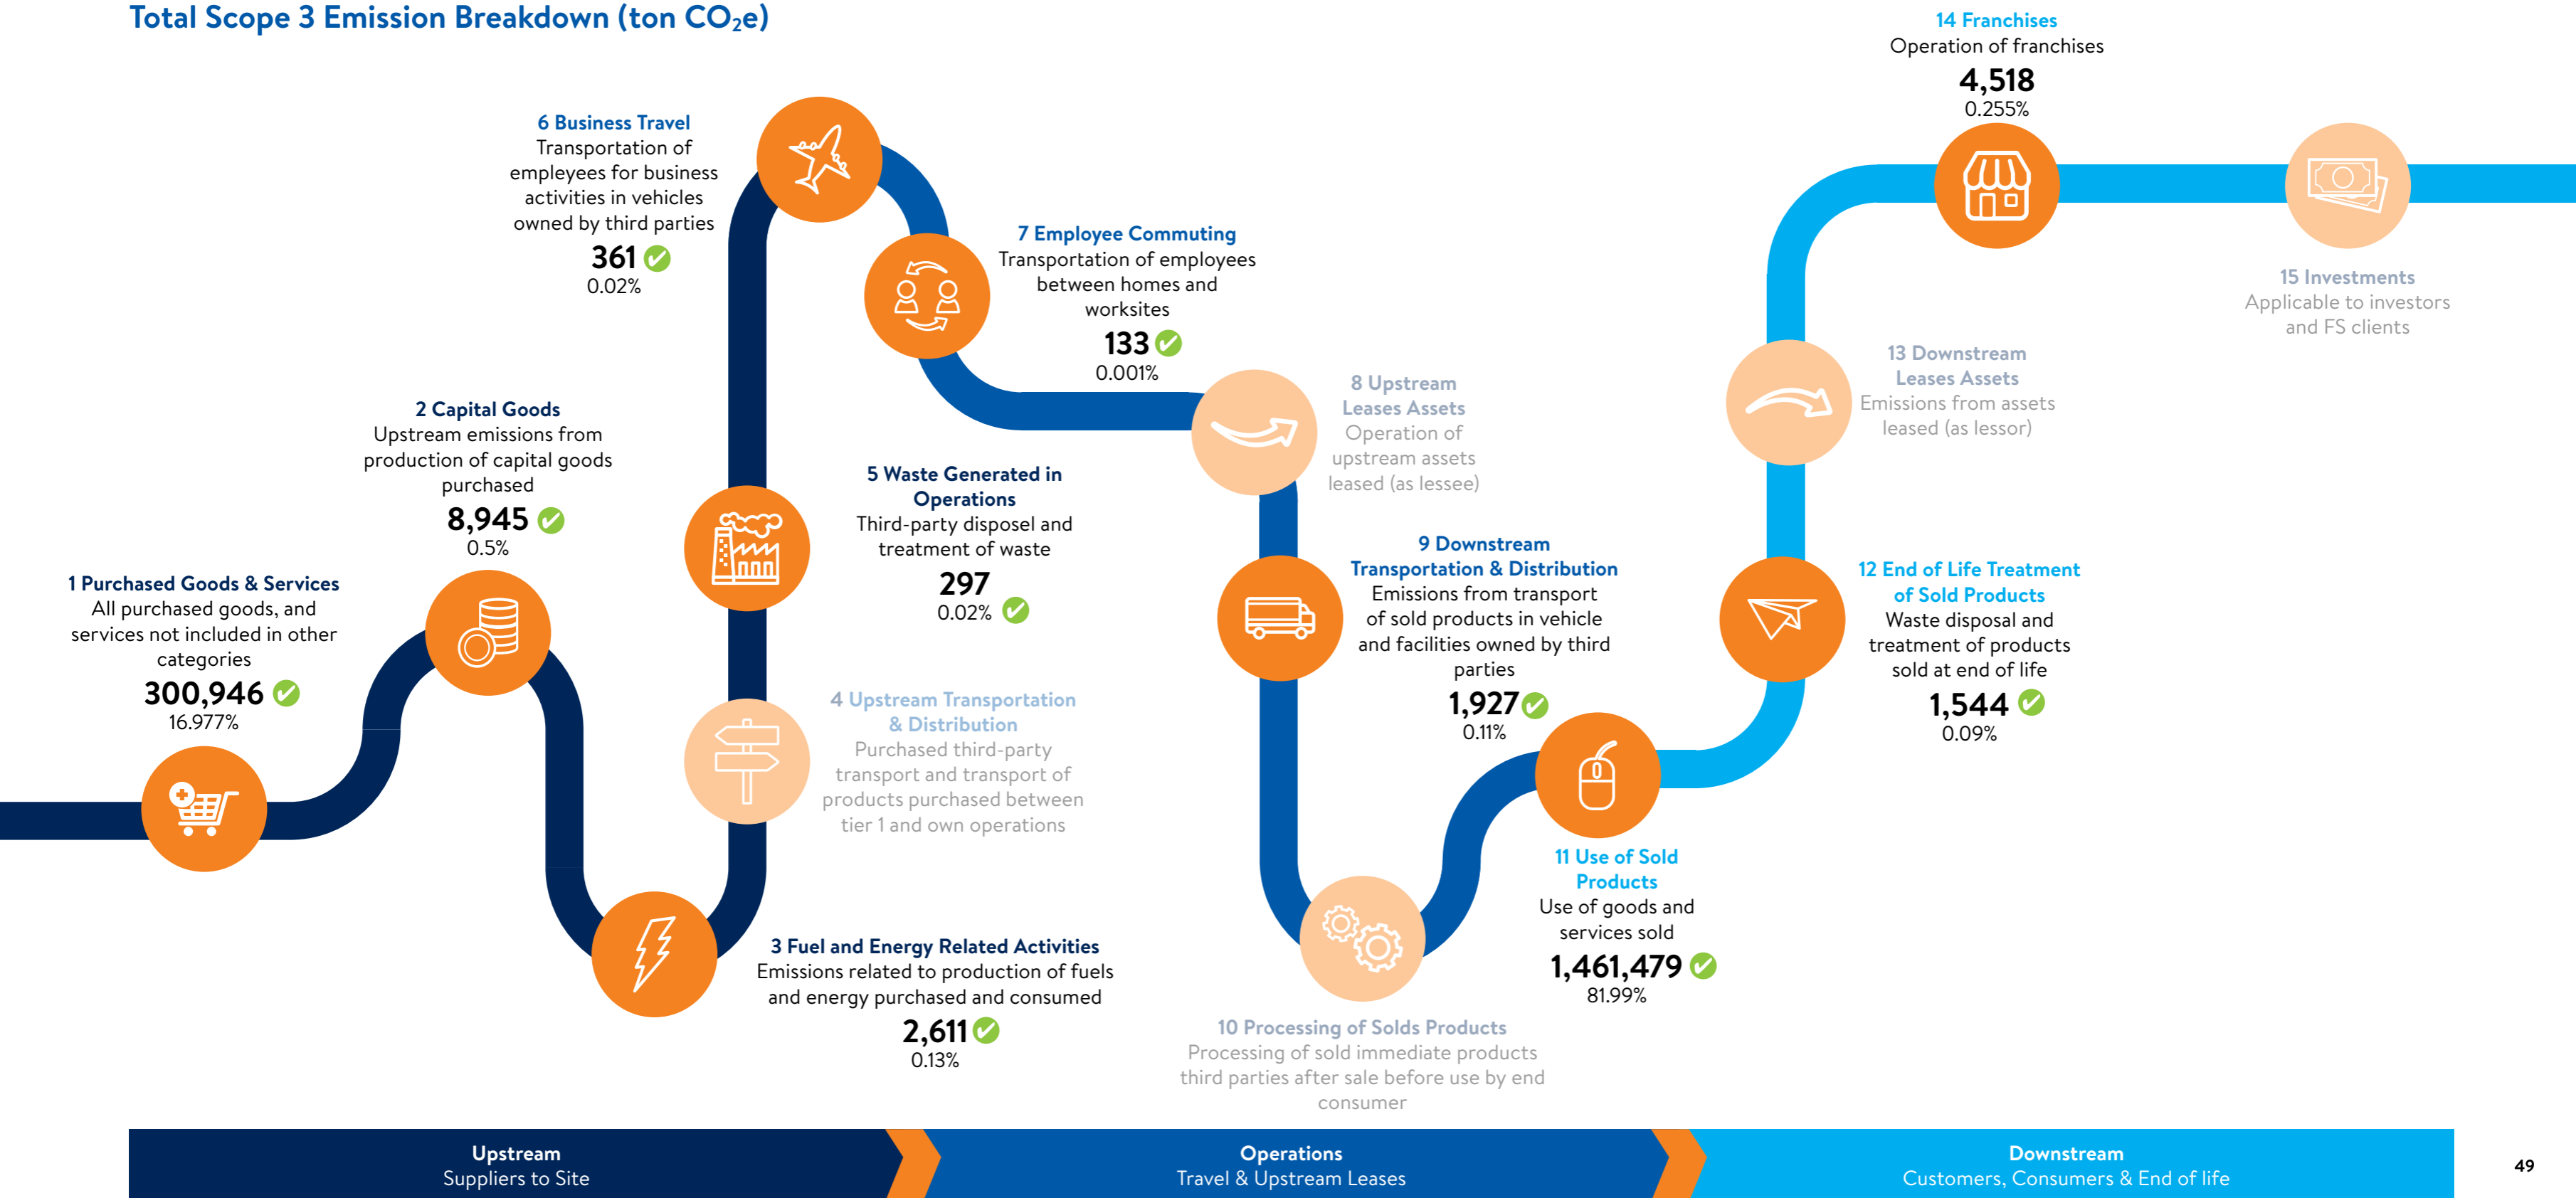 Total Scope 3 Emission Breakdown (ton CO₂e)
1 Purchased Goods & Services
All purchased goods, and
services not included in other
categories
300,946
16.977%
2 Capital Goods
Upstream emissions from
production of capital goods
purchased
8,945
0.5%
3 Fuel and Energy Related Activities
Emissions related to production of fuels
and energy purchased and consumed
2,611
0.13%
4 Upstream Transportation
& Distribution
Purchased third-party
transport and transport of
products purchased between
tier 1 and own operations
5 Waste Generated in
Operations
Third-party disposel and
treatment of waste
297
0.02%
6 Business Travel
Transportation of
empleyees for business
activities in vehicles
owned by third parties
361
0.02%
7 Employee Commuting
Transportation of employees
between homes and
worksites
133
0.001%
8 Upstream
Leases Assets
Operation of
upstream assets
leased (as lessee)
9 Downstream
Transportation & Distribution
Emissions from transport
of sold products in vehicle
and facilities owned by third
parties
1,927
0.11%
10 Processing of Solds Products
Processing of sold immediate products
third parties after sale before use by end
consumer
11 Use of Sold
Products
Use of goods and
services sold
1,461,479
81.99%
12 End of Life Treatment
of Sold Products
Waste disposal and
treatment of products
sold at end of life
1,544
0.09%
13 Downstream
Leases Assets
Emissions from assets
leased (as lessor)
14 Franchises
Operation of franchises
4,518
0.255%
15 Investments
Applicable to investors
and FS clients
Upstream
Suppliers to Site
Operations
Travel & Upstream Leases
Downstream
Customers, Consumers & End of life
49